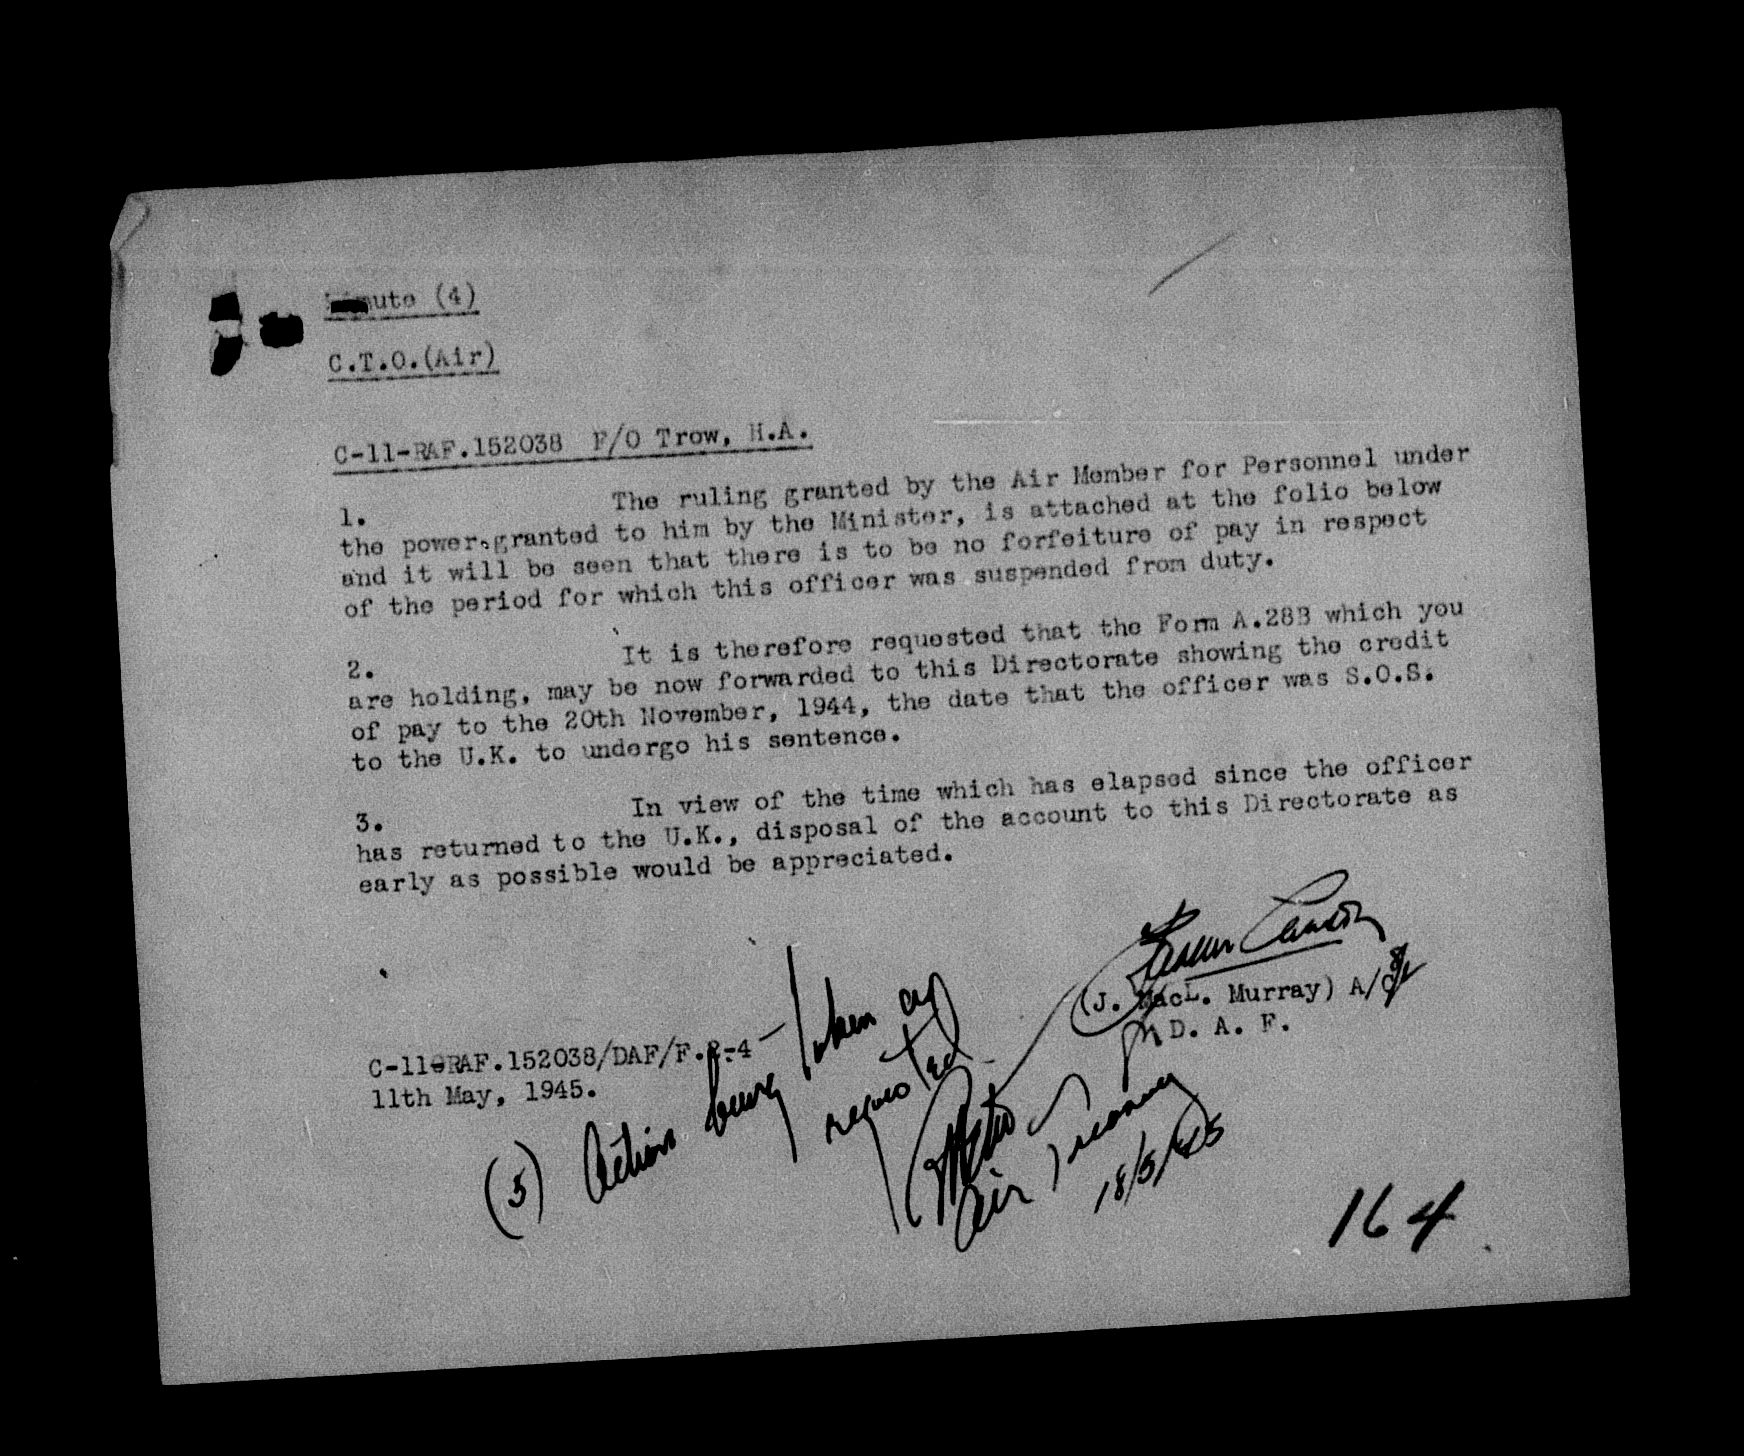 Minute (4)
C.T.O.(Air)
C-11-RAF.152038 F/O Trow, H.A.
1. The ruling granted by the Air Member for Personnel under
the power granted to him by the Minister, is attached at the folio below
and it will be seen that there is to be no forfeiture of pay in respect
of the period for which this officer was suspended from duty.
2. It is therefore requested that the Form A.28B which you
are holding, may be now forwarded to this Directorate showing the credit
of pay to the 20th November, 1944, the date that the officer was S.O.S.
to the U.K. to undergo his sentence.
3. In view of the time which has elapsed since the officer
has returned to the U.K., disposal of the account to this Directorate as
early as possible would be appreciated.
(J. MacL. Murray) A/
D. A. F.
C-11-RAF.152038/DAF/F.2-4
11th May, 1945.
(5) Action being taken as
requested
Air Treasury
18/5/45
164